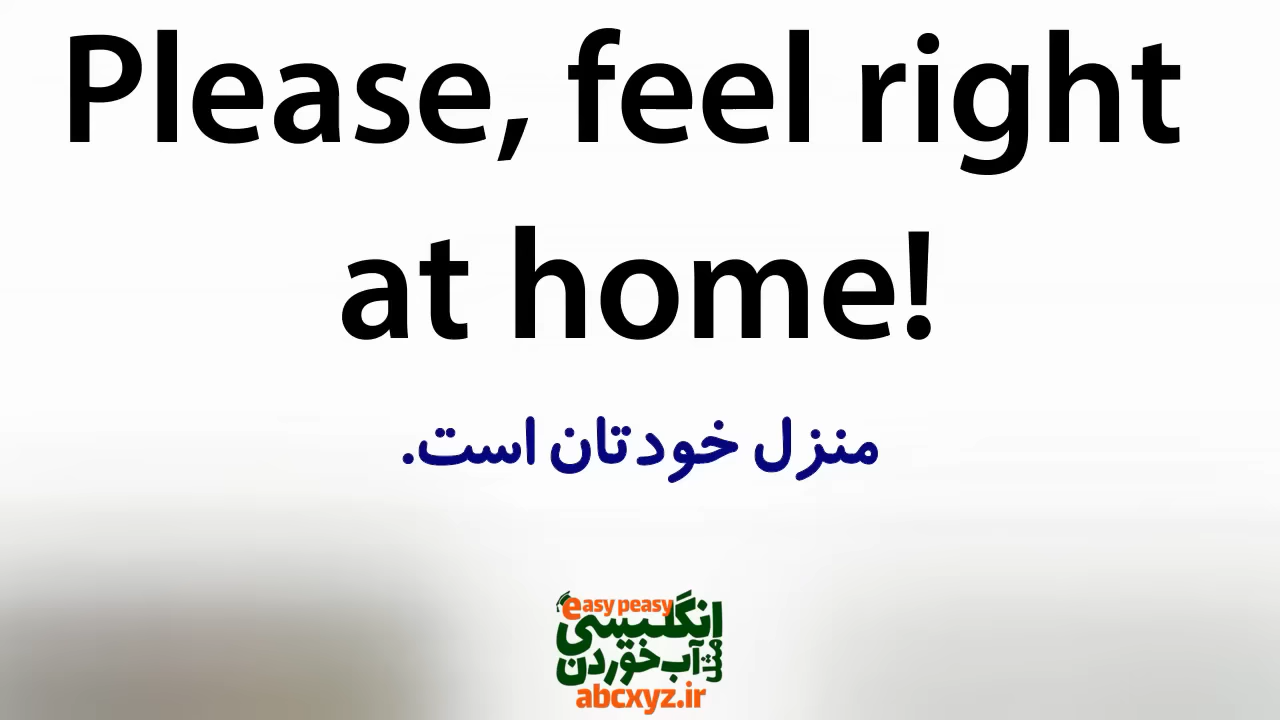 Please, feel right
at home!
منزل خودتان است.
easy peasy
انگلیسی
مثل آب خوردن
abcxyz.ir